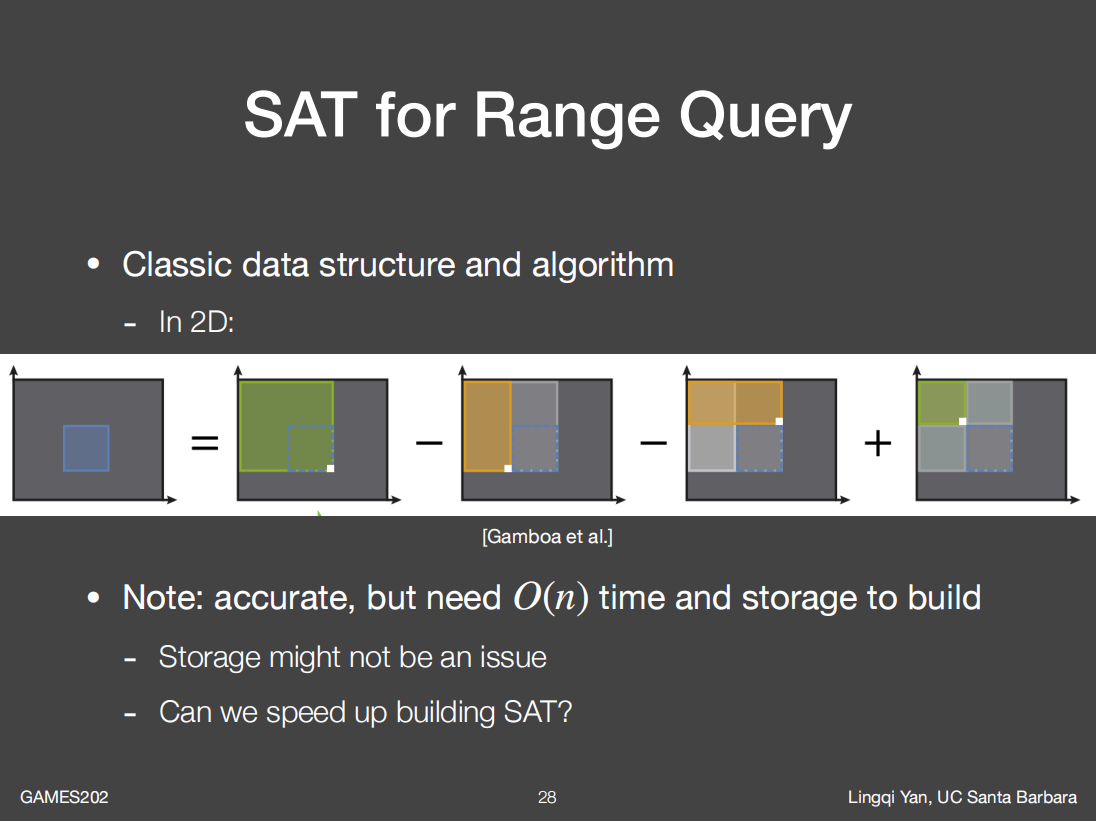 SAT for Range Query
• Classic data structure and algorithm
- In 2D:
= − − +
[Gamboa et al.]
• Note: accurate, but need O(n) time and storage to build
- Storage might not be an issue
- Can we speed up building SAT?
GAMES202 28 Lingqi Yan, UC Santa Barbara